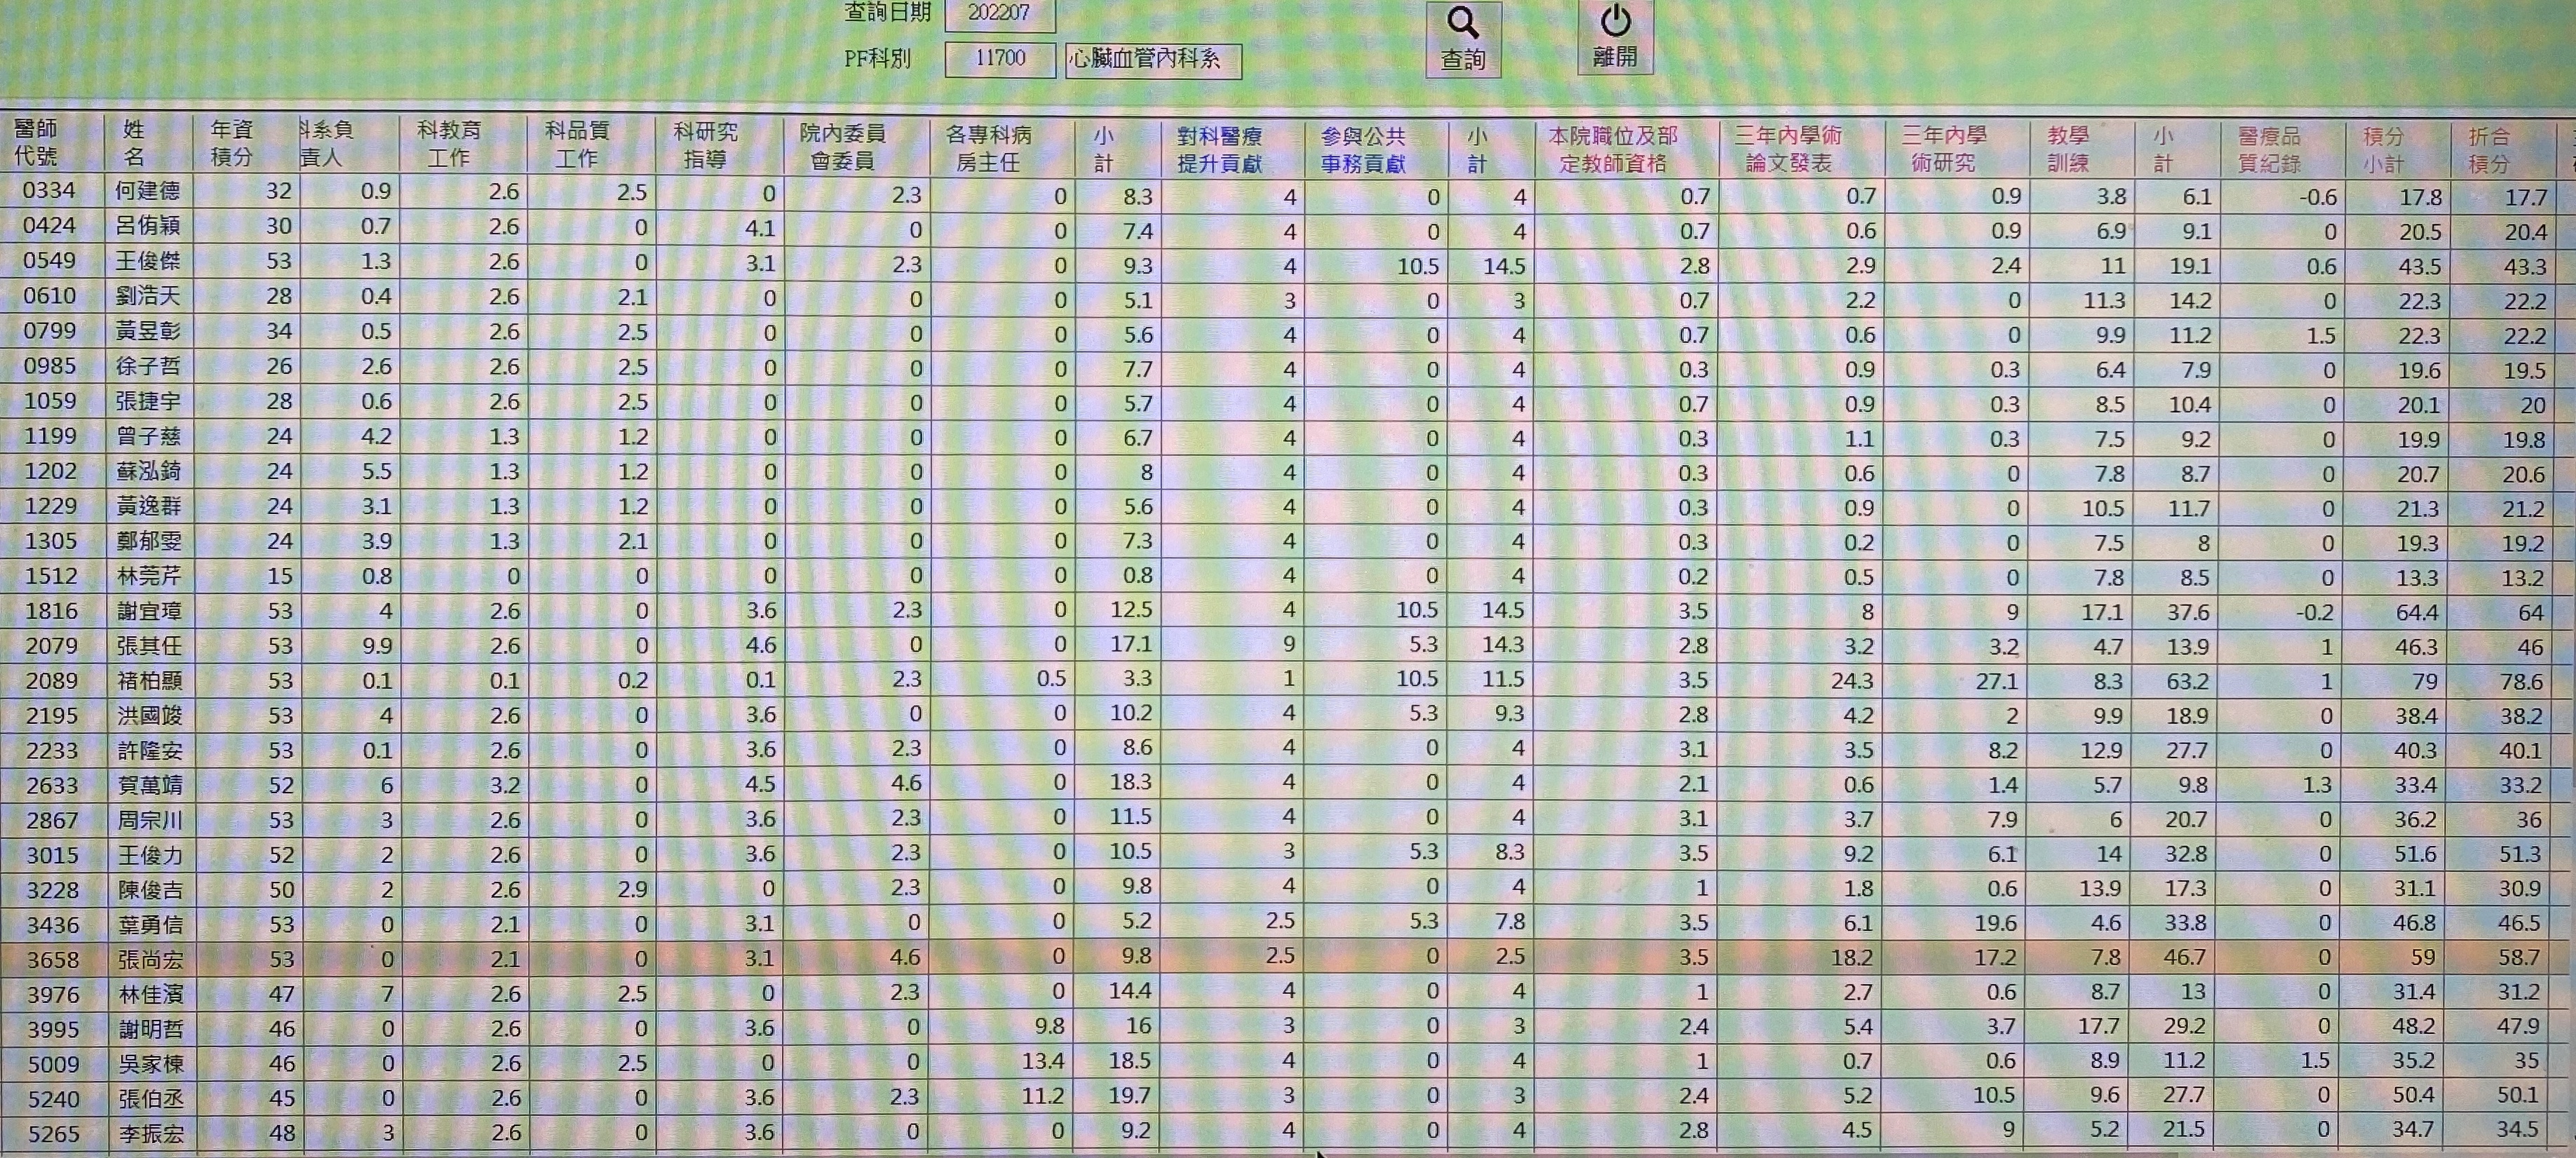 查詢日期 202207
PF科別 11700 心臟血管內科系 查詢 離開
醫師代號 姓名 年資積分 科系負責人 科教育工作 科品質工作 科研究指導 院內委員會委員 各專科病房主任 小計 對科醫療提升貢獻 參與公共事務貢獻 小計 本院職位及部定教師資格 三年內學術論文發表 三年內學術研究 教學訓練 小計 醫療品質紀錄 積分小計 折合積分
0334 何建德 32 0.9 2.6 2.5 0 2.3 0 8.3 4 0 4 0.7 0.7 0.9 3.8 6.1 -0.6 17.8 17.7
0424 呂侑穎 30 0.7 2.6 0 4.1 0 0 7.4 4 0 4 0.7 0.6 0.9 6.9 9.1 0 20.5 20.4
0549 王俊傑 53 1.3 2.6 0 3.1 2.3 0 9.3 4 10.5 14.5 2.8 2.9 2.4 11 19.1 0.6 43.5 43.3
0610 劉浩天 28 0.4 2.6 2.1 0 0 0 5.1 3 0 3 0.7 2.2 0 11.3 14.2 0 22.3 22.2
0799 黃昱彰 34 0.5 2.6 2.5 0 0 0 5.6 4 0 4 0.7 0.6 0 9.9 11.2 1.5 22.3 22.2
0985 徐子哲 26 2.6 2.6 2.5 0 0 0 7.7 4 0 4 0.3 0.9 0.3 6.4 7.9 0 19.6 19.5
1059 張捷宇 28 0.6 2.6 2.5 0 0 0 5.7 4 0 4 0.7 0.9 0.3 8.5 10.4 0 20.1 20
1199 曾子慈 24 4.2 1.3 1.2 0 0 0 6.7 4 0 4 0.3 1.1 0.3 7.5 9.2 0 19.9 19.8
1202 蘇泓錡 24 5.5 1.3 1.2 0 0 0 8 4 0 4 0.3 0.6 0 7.8 8.7 0 20.7 20.6
1229 黃逸群 24 3.1 1.3 1.2 0 0 0 5.6 4 0 4 0.3 0.9 0 10.5 11.7 0 21.3 21.2
1305 鄭郁雯 24 3.9 1.3 2.1 0 0 0 7.3 4 0 4 0.3 0.2 0 7.5 8 0 19.3 19.2
1512 林莞芹 15 0.8 0 0 0 0 0 0.8 4 0 4 0.2 0.5 0 7.8 8.5 0 13.3 13.2
1816 謝宜璋 53 4 2.6 0 3.6 2.3 0 12.5 4 10.5 14.5 3.5 8 9 17.1 37.6 -0.2 64.4 64
2079 張其任 53 9.9 2.6 0 4.6 0 0 17.1 9 5.3 14.3 2.8 3.2 3.2 4.7 13.9 1 46.3 46
2089 褚柏顯 53 0.1 0.1 0.2 0.1 2.3 0.5 3.3 1 10.5 11.5 3.5 24.3 27.1 8.3 63.2 1 79 78.6
2195 洪國竣 53 4 2.6 0 3.6 0 0 10.2 4 5.3 9.3 2.8 4.2 2 9.9 18.9 0 38.4 38.2
2233 許隆安 53 0.1 2.6 0 3.6 2.3 0 8.6 4 0 4 3.1 3.5 8.2 12.9 27.7 0 40.3 40.1
2633 賀萬靖 52 6 3.2 0 4.5 4.6 0 18.3 4 0 4 2.1 0.6 1.4 5.7 9.8 1.3 33.4 33.2
2867 周宗川 53 3 2.6 0 3.6 2.3 0 11.5 4 0 4 3.1 3.7 7.9 6 20.7 0 36.2 36
3015 王俊力 52 2 2.6 0 3.6 2.3 0 10.5 3 5.3 8.3 3.5 9.2 6.1 14 32.8 0 51.6 51.3
3228 陳俊吉 50 2 2.6 2.9 0 2.3 0 9.8 4 0 4 1 1.8 0.6 13.9 17.3 0 31.1 30.9
3436 葉勇信 53 0 2.1 0 3.1 0 0 5.2 2.5 5.3 7.8 3.5 6.1 19.6 4.6 33.8 0 46.8 46.5
3658 張尚宏 53 0 2.1 0 3.1 4.6 0 9.8 2.5 0 2.5 3.5 18.2 17.2 7.8 46.7 0 59 58.7
3976 林佳濱 47 7 2.6 2.5 0 2.3 0 14.4 4 0 4 1 2.7 0.6 8.7 13 0 31.4 31.2
3995 謝明哲 46 0 2.6 0 3.6 0 9.8 16 3 0 3 2.4 5.4 3.7 17.7 29.2 0 48.2 47.9
5009 吳家棟 46 0 2.6 2.5 0 0 13.4 18.5 4 0 4 1 0.7 0.6 8.9 11.2 1.5 35.2 35
5240 張伯丞 45 0 2.6 0 3.6 2.3 11.2 19.7 3 0 3 2.4 5.2 10.5 9.6 27.7 0 50.4 50.1
5265 李振宏 48 3 2.6 0 3.6 0 0 9.2 4 0 4 2.8 4.5 9 5.2 21.5 0 34.7 34.5